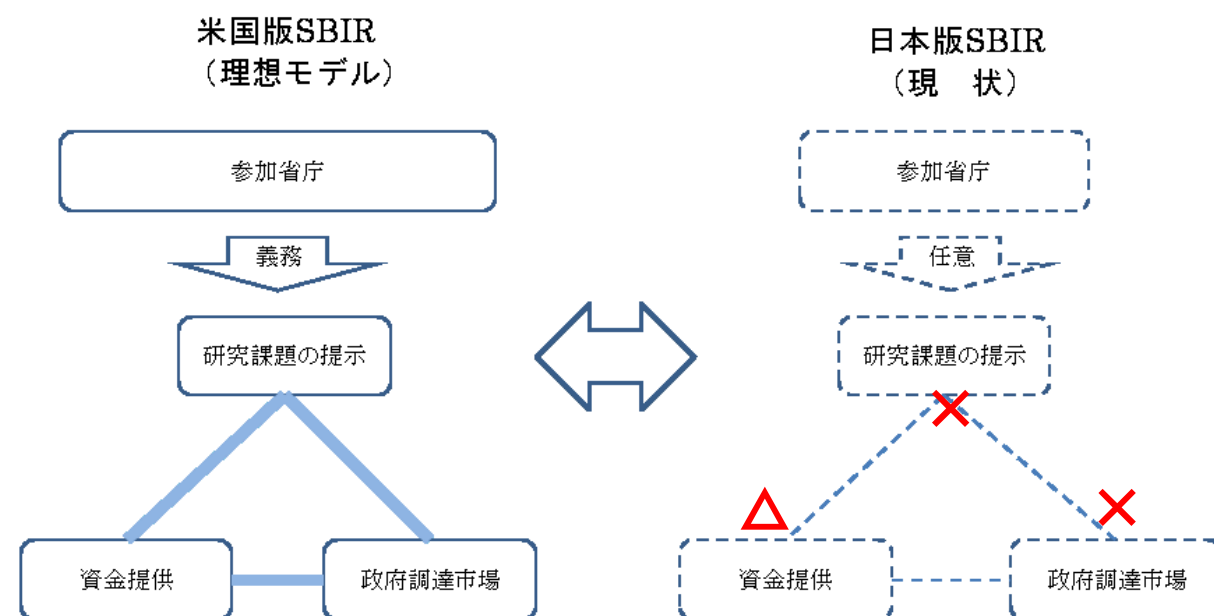 米国版SBIR
（理想モデル）
参加省庁
義務
研究課題の提示
資金提供
政府調達市場
日本版SBIR
（現　状）
参加省庁
任意
研究課題の提示
資金提供
政府調達市場